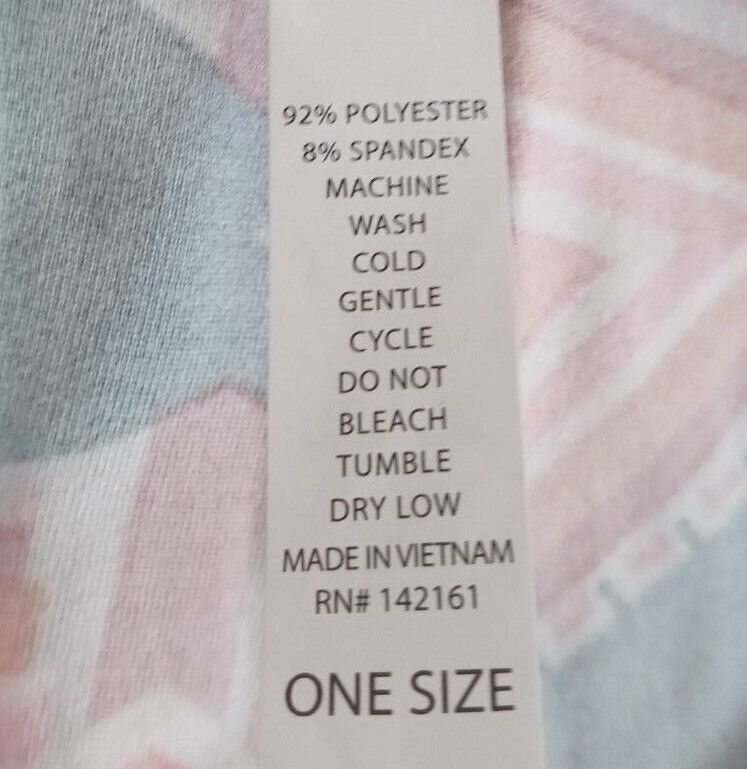 92% POLYESTER
8% SPANDEX
MACHINE
WASH
COLD
GENTLE
CYCLE
DO NOT
BLEACH
TUMBLE
DRY LOW
MADE IN VIETNAM
RN# 142161
ONE SIZE